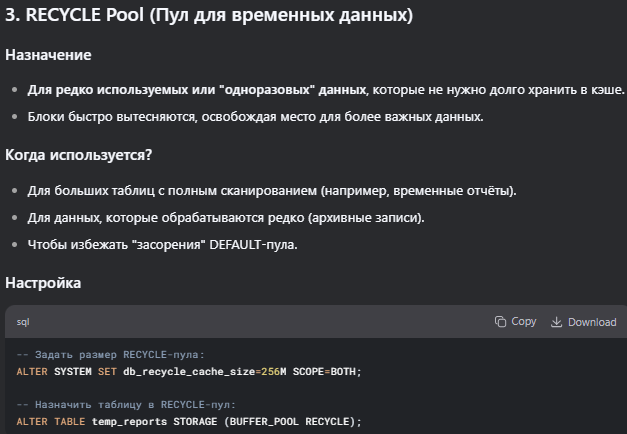 3. RECYCLE Pool (Пул для временных данных)
Назначение
• Для редко используемых или "одноразовых" данных, которые не нужно долго хранить в кэше.
• Блоки быстро вытесняются, освобождая место для более важных данных.
Когда используется?
• Для больших таблиц с полным сканированием (например, временные отчёты).
• Для данных, которые обрабатываются редко (архивные записи).
• Чтобы избежать "засорения" DEFAULT-пула.
Настройка
sql Copy Download
-- Задать размер RECYCLE-пула:
ALTER SYSTEM SET db_recycle_cache_size=256M SCOPE=BOTH;
-- Назначить таблицу в RECYCLE-пул:
ALTER TABLE temp_reports STORAGE (BUFFER_POOL RECYCLE);